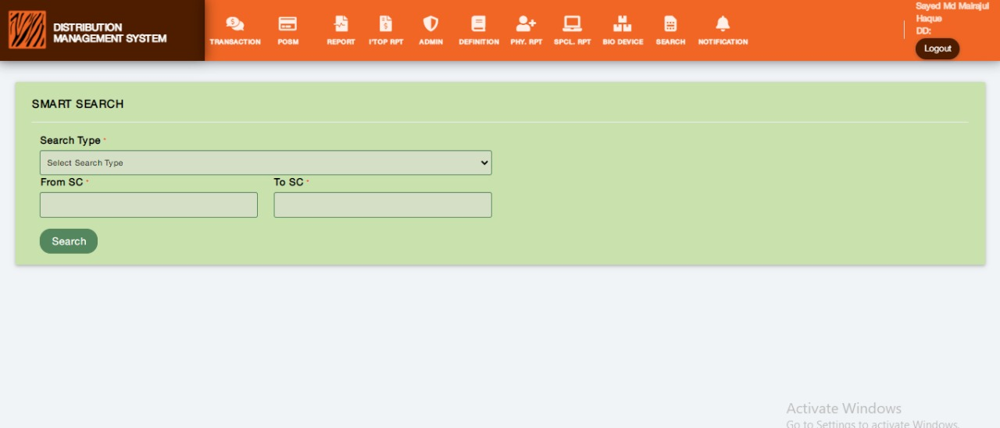 DISTRIBUTION
MANAGEMENT SYSTEM
TRANSACTION POSM REPORT I'TOP RPT ADMIN DEFINITION PHY. RPT SPCL. RPT BIO DEVICE SEARCH NOTIFICATION
Sayed Md Mairajul
Haque
DD:
Logout
SMART SEARCH
Search Type *
Select Search Type
From SC * To SC *
Search
Activate Windows
Go to Settings to activate Windows.